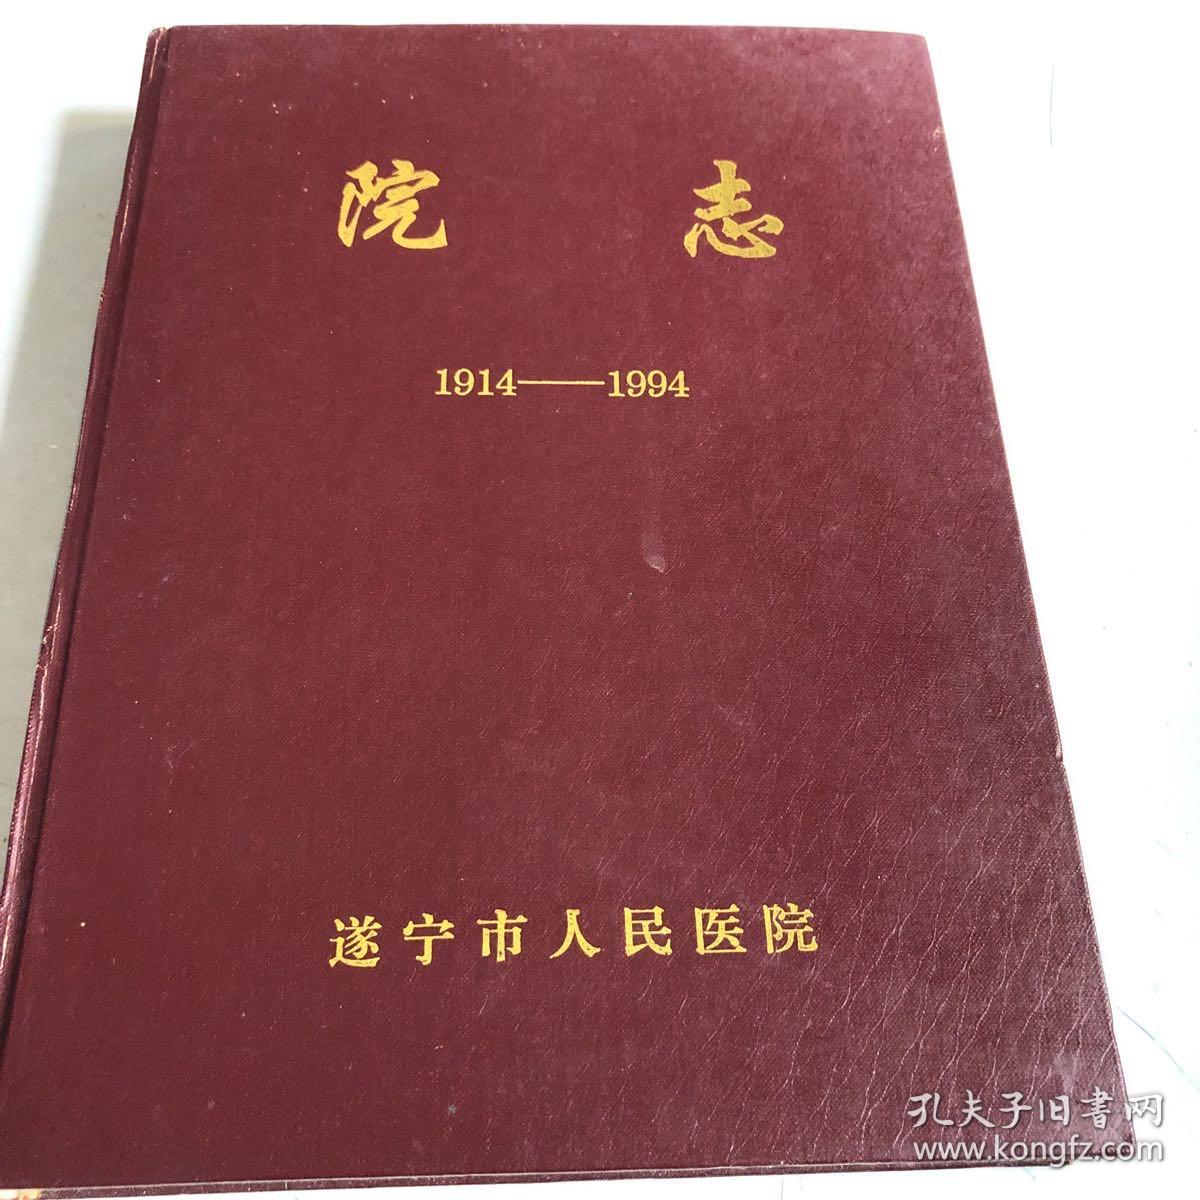 院 志
1914——1994
遂宁市人民医院
孔夫子旧书网
www.kongfz.com